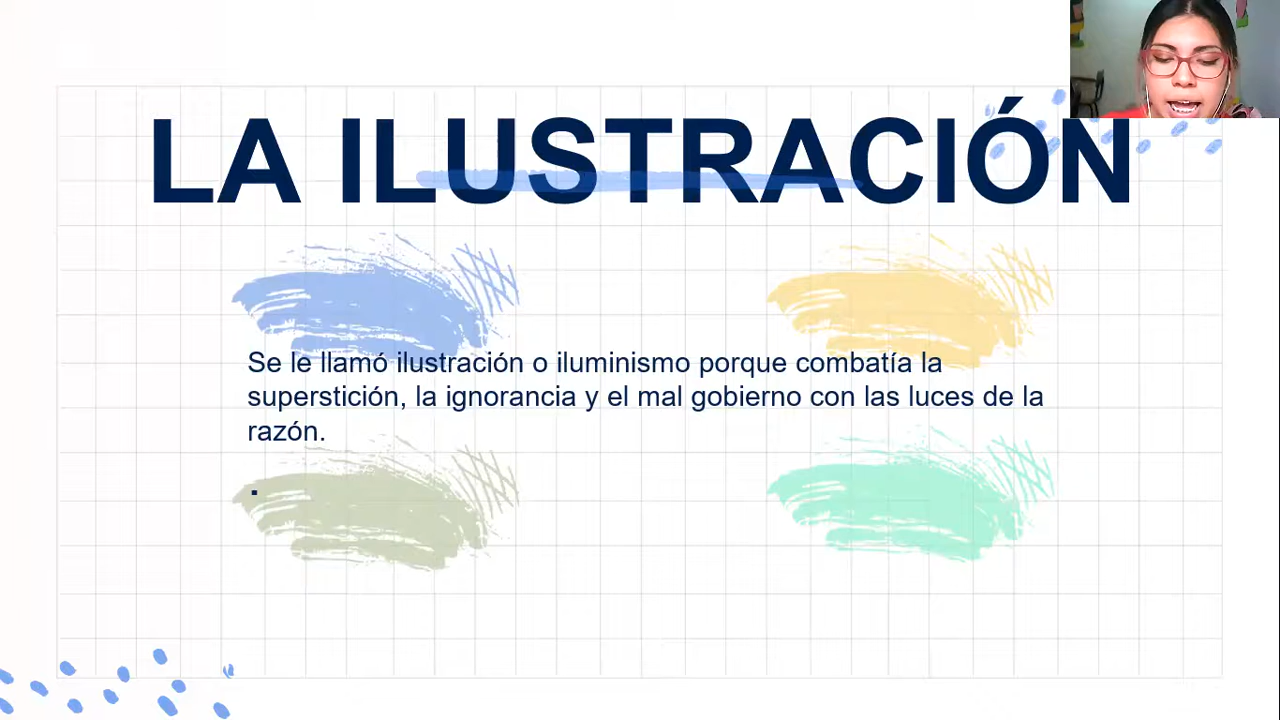 LA ILUSTRACIÓN
Se le llamó ilustración o iluminismo porque combatía la
superstición, la ignorancia y el mal gobierno con las luces de la
razón.
.